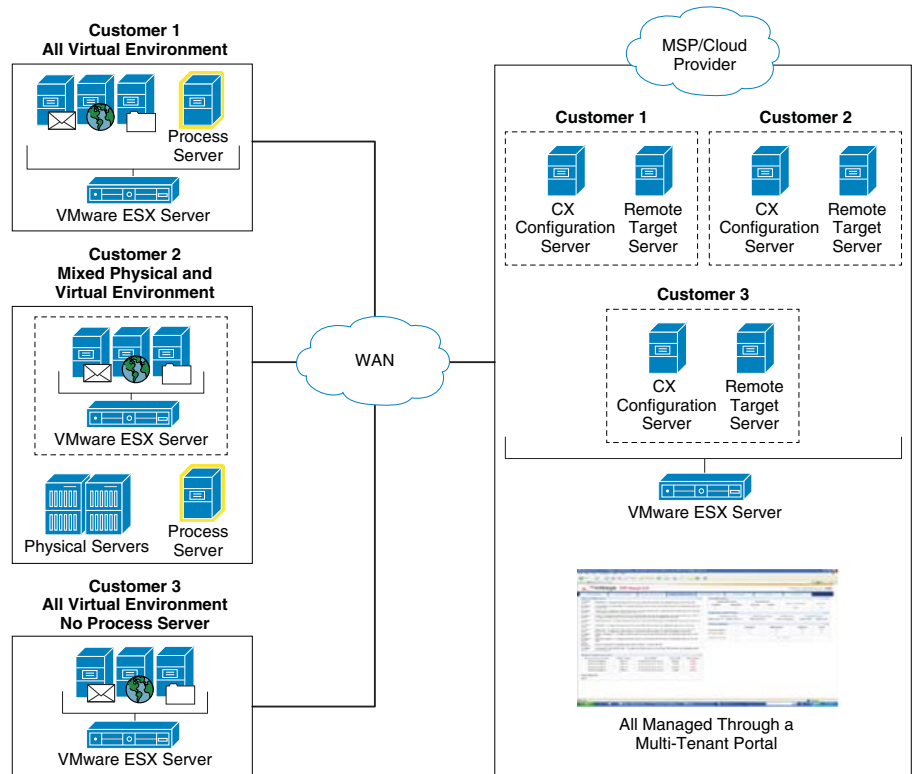 Customer 1
All Virtual Environment
Process
Server
VMware ESX Server
Customer 2
Mixed Physical and
Virtual Environment
VMware ESX Server
Physical Servers
Process
Server
Customer 3
All Virtual Environment
No Process Server
VMware ESX Server
WAN
MSP/Cloud
Provider
Customer 1
CX
Configuration
Server
Remote
Target
Server
Customer 2
CX
Configuration
Server
Remote
Target
Server
Customer 3
CX
Configuration
Server
Remote
Target
Server
VMware ESX Server
All Managed Through a
Multi-Tenant Portal